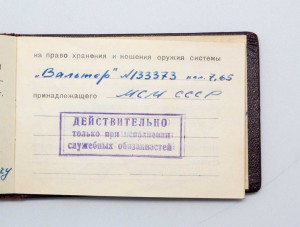 на право хранения и ношения оружия системы
„Вальтер" №133373 кал. 7,65
принадлежащего МСМ СССР
ДЕЙСТВИТЕЛЬНО
только при исполнении
служебных обязаностей